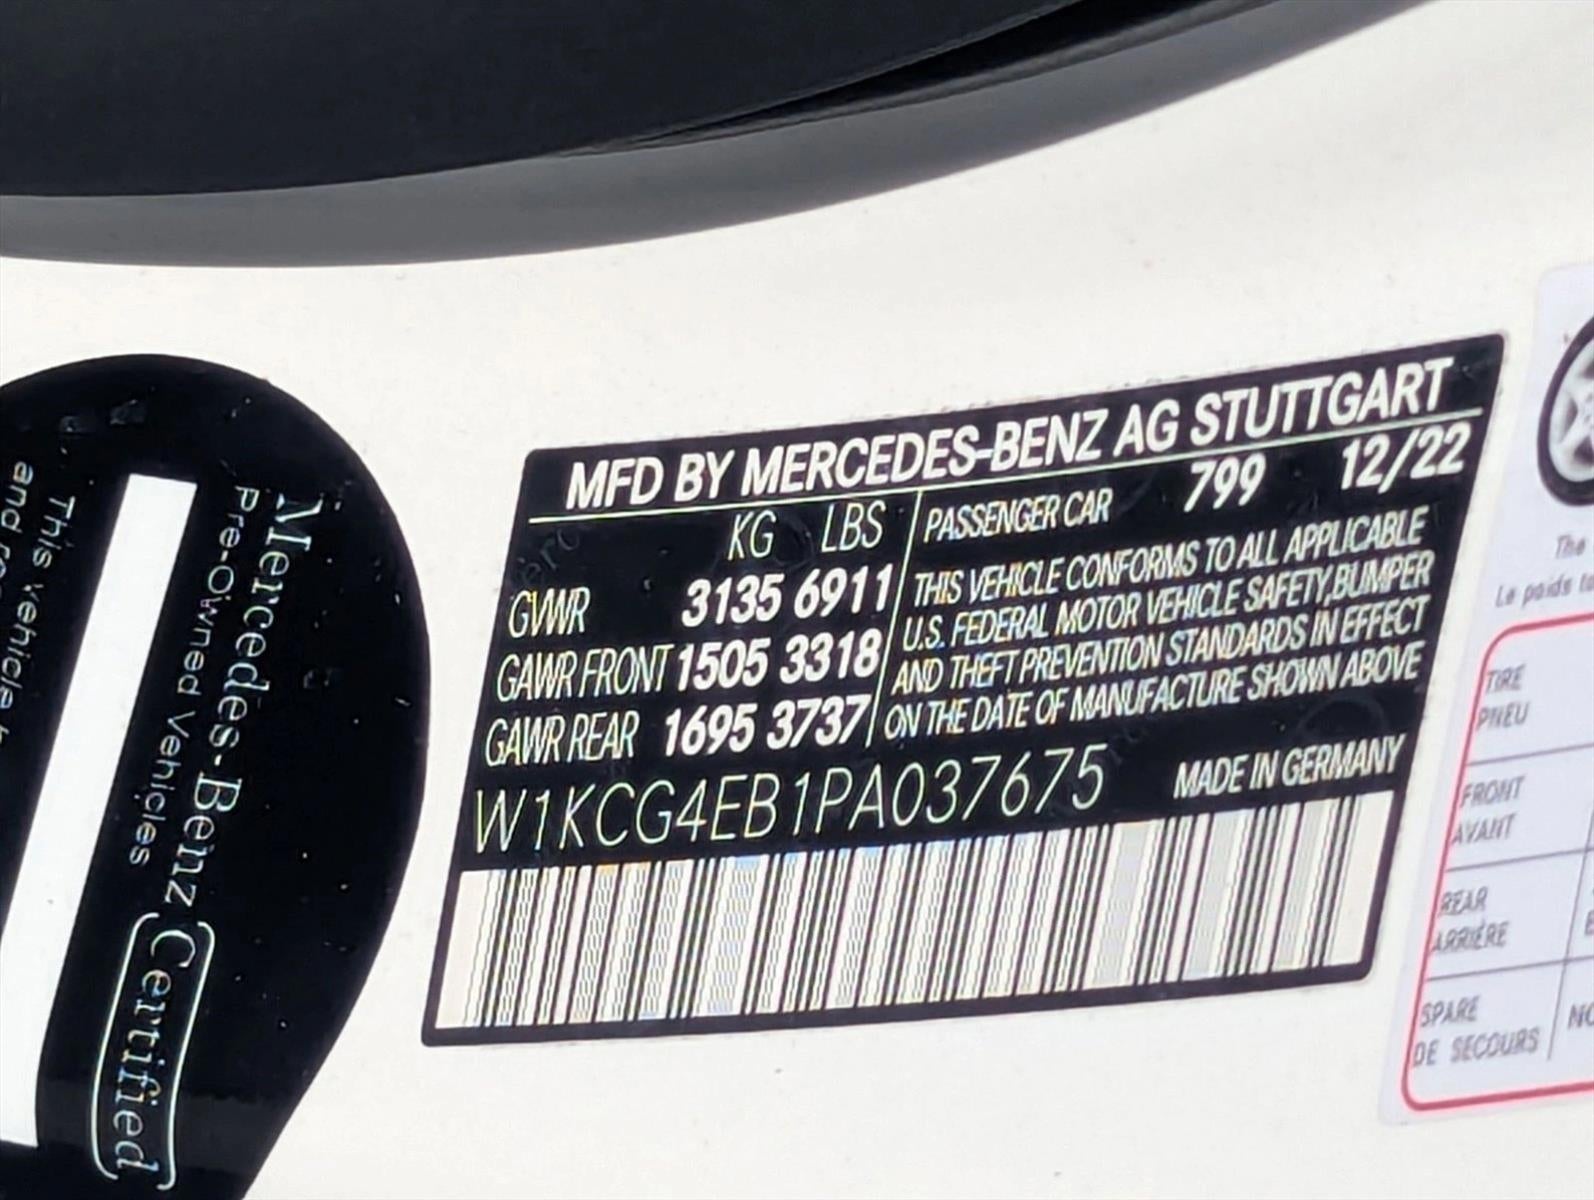 MFD BY MERCEDES-BENZ AG STUTTGART
KG LBS
GVWR 3135 6911
GAWR FRONT 1505 3318
GAWR REAR 1695 3737
PASSENGER CAR 799 12/22
THIS VEHICLE CONFORMS TO ALL APPLICABLE
U.S. FEDERAL MOTOR VEHICLE SAFETY, BUMPER
AND THEFT PREVENTION STANDARDS IN EFFECT
ON THE DATE OF MANUFACTURE SHOWN ABOVE
W1KCG4EB1PA037675 MADE IN GERMANY
Mercedes-Benz Certified
Pre-Owned Vehicles
This vehicle
and
The
Le poids
TIRE
PNEU
FRONT
AVANT
REAR
ARRIÈRE
SPARE
DE SECOURS